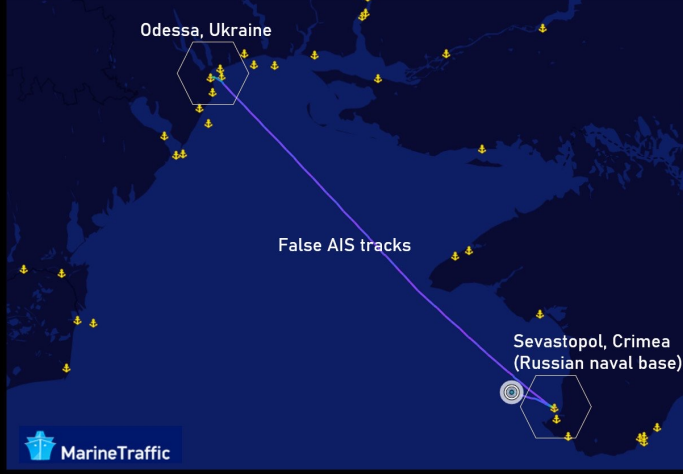 Odessa, Ukraine
False AIS tracks
Sevastopol, Crimea
(Russian naval base)
MarineTraffic